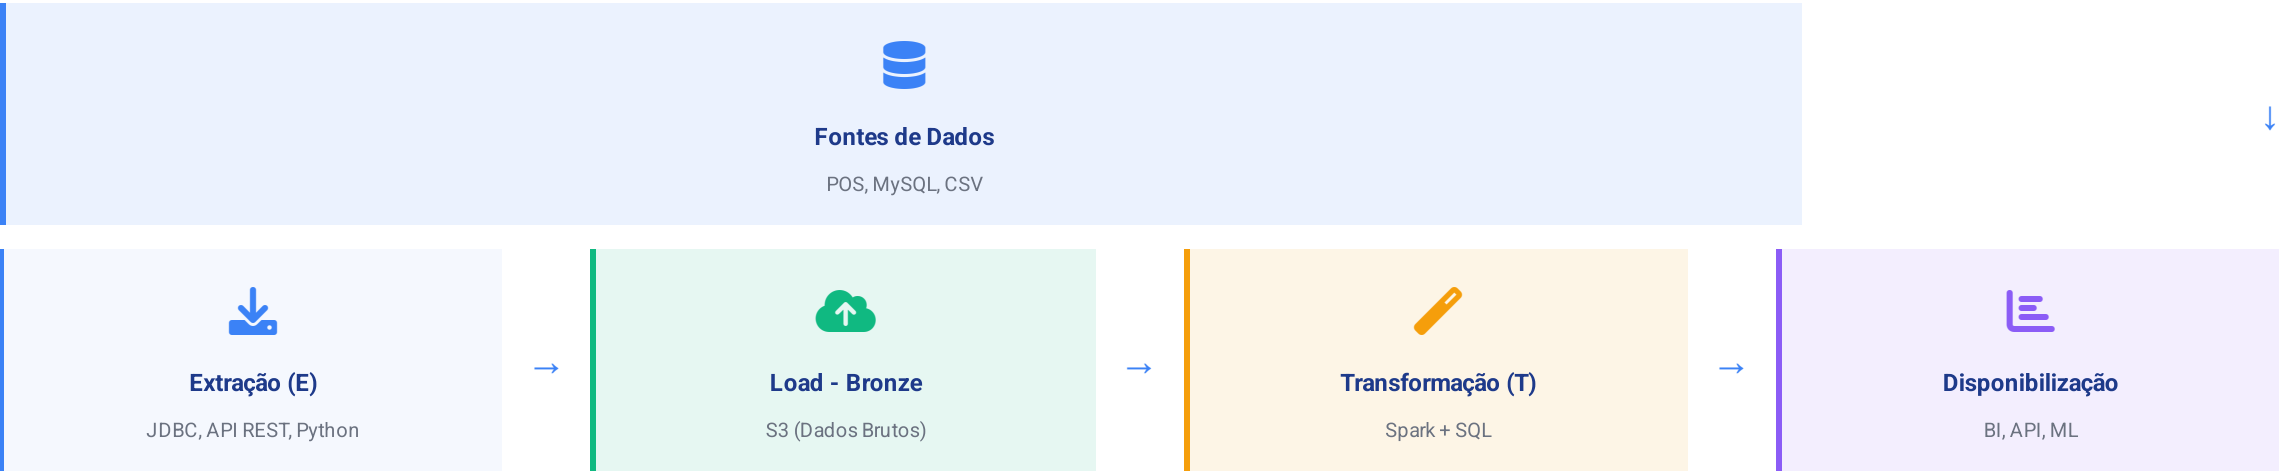 Fontes de Dados
POS, MySQL, CSV
↓
Extração (E)
JDBC, API REST, Python
→
Load - Bronze
S3 (Dados Brutos)
→
Transformação (T)
Spark + SQL
→
Disponibilização
BI, API, ML